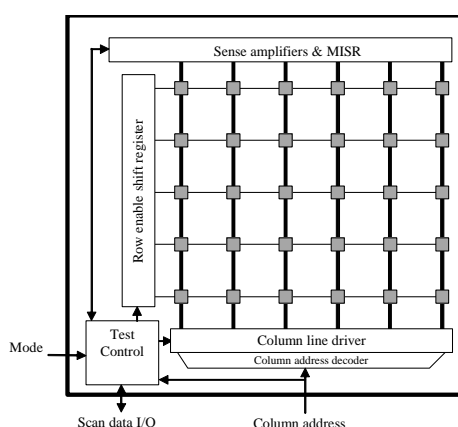 Sense amplifiers & MISR
Row enable shift register
Test
Control
Column line driver
Column address decoder
Mode
Scan data I/O
Column address